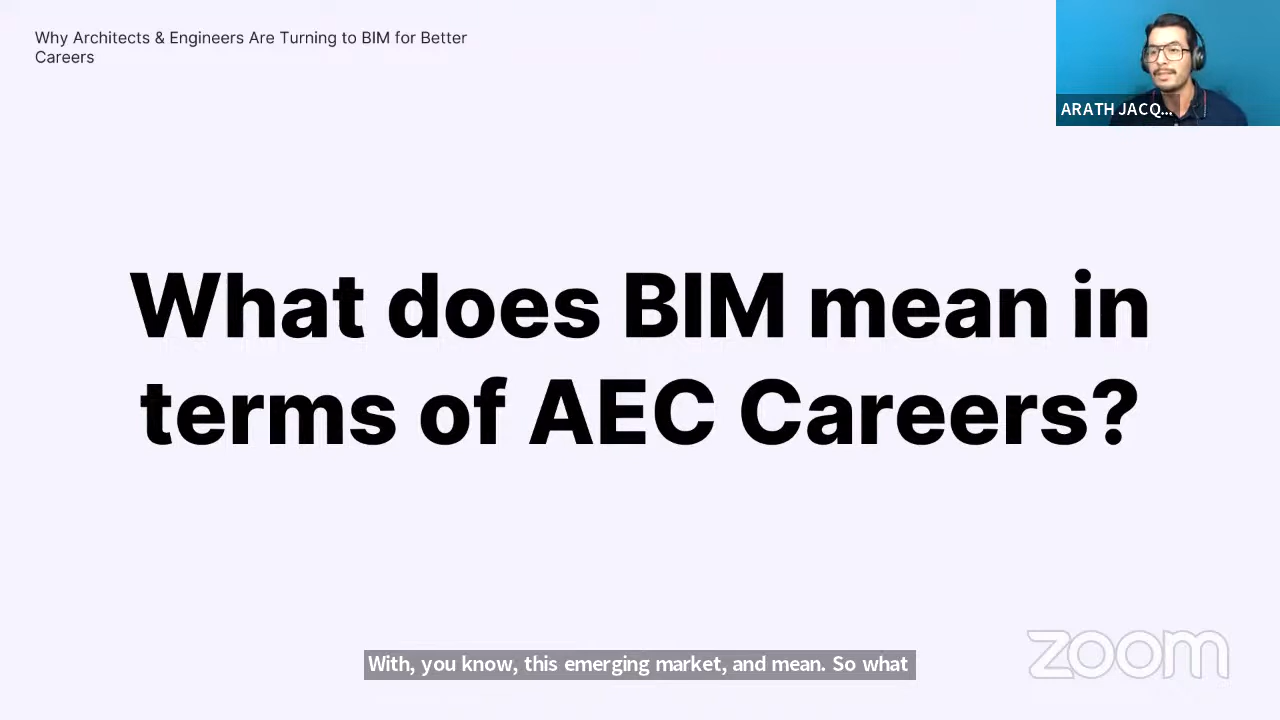 Why Architects & Engineers Are Turning to BIM for Better
Careers
ARATH JACQ...
What does BIM mean in
terms of AEC Careers?
With, you know, this emerging market, and mean. So what
zoom